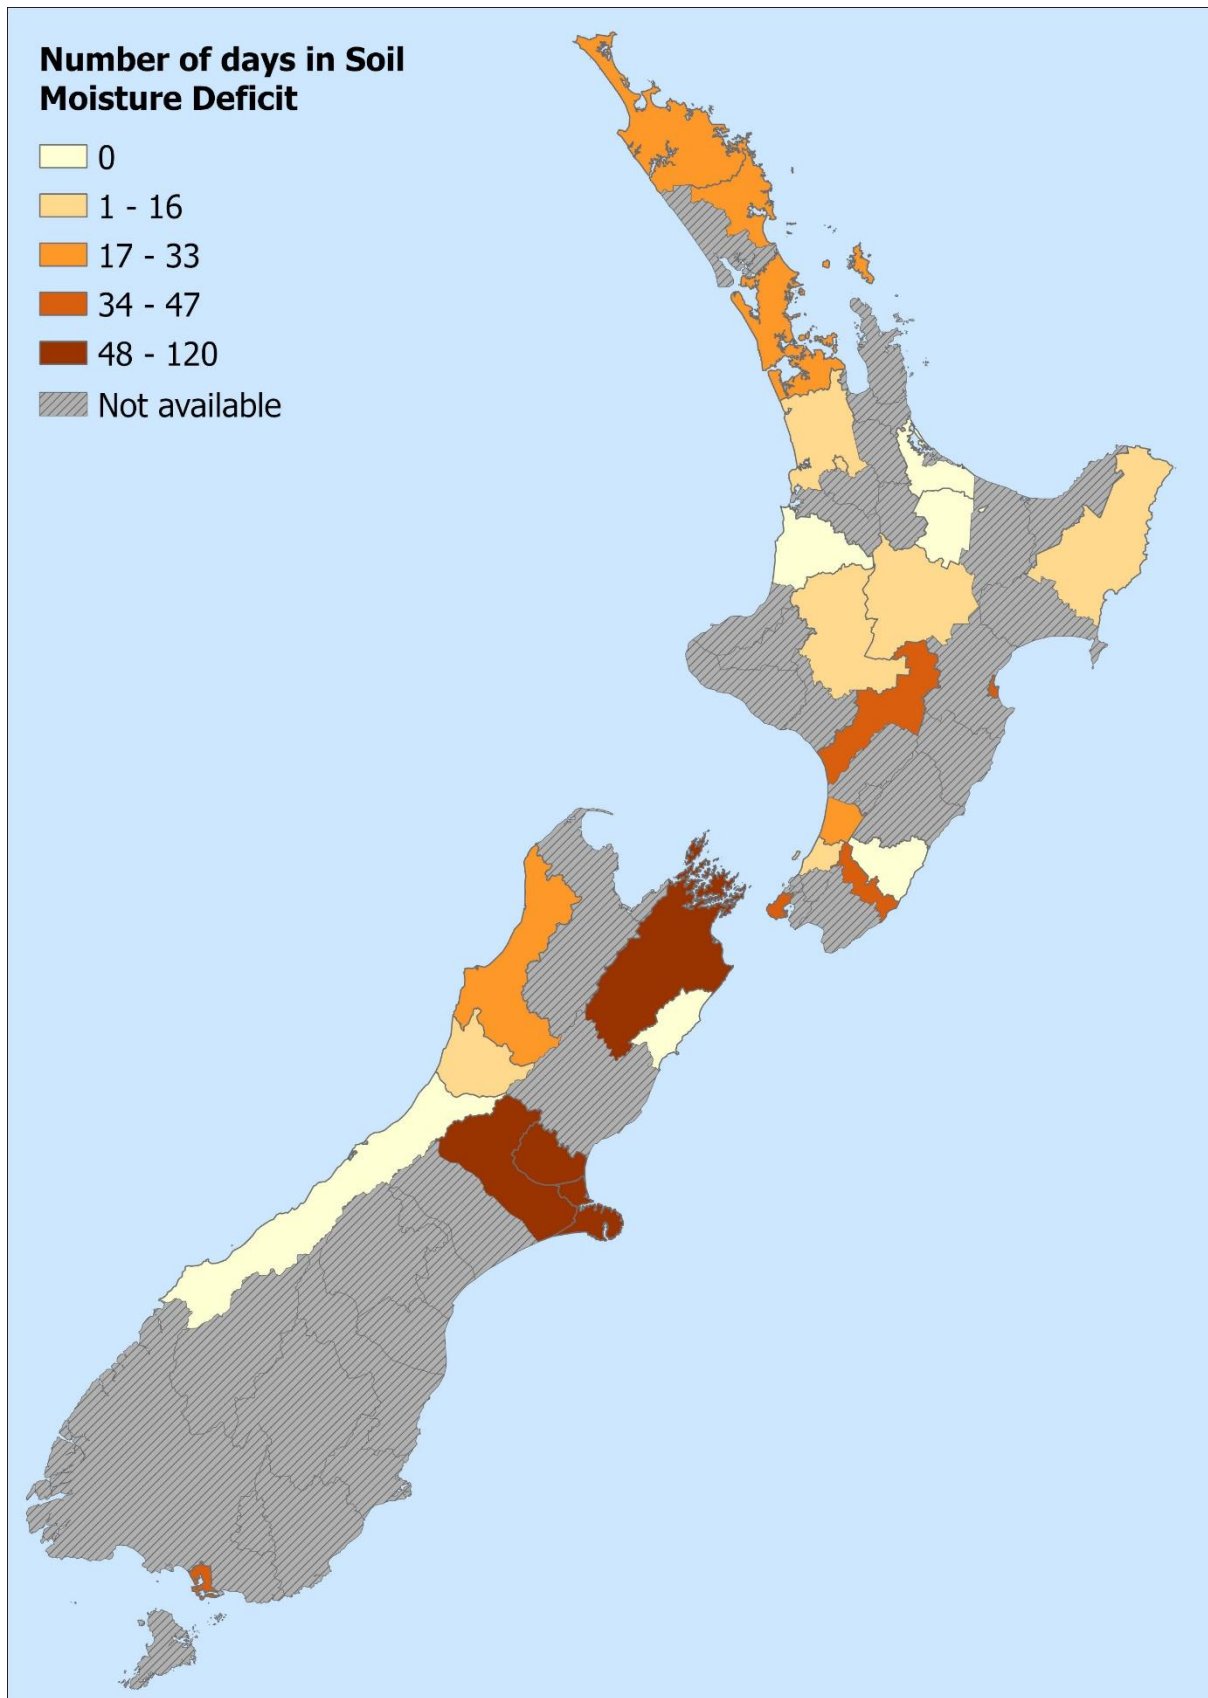 Number of days in Soil
Moisture Deficit
0
1 - 16
17 - 33
34 - 47
48 - 120
Not available